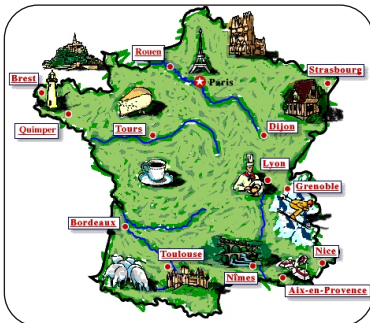 Rouen
Paris
Brest
Strasbourg
Quimper
Tours
Dijon
Lyon
Grenoble
Bordeaux
Toulouse
Nîmes
Nice
Aix-en-Provence